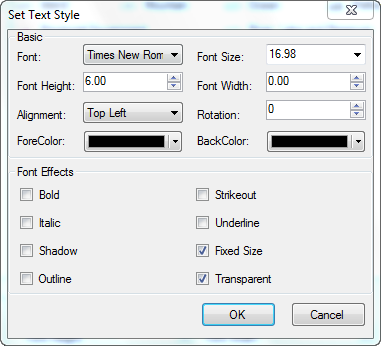 Set Text Style
Basic
Font: Times New Rom Font Size: 16.98
Font Height: 6.00 Font Width: 0.00
Alignment: Top Left Rotation: 0
ForeColor: BackColor:
Font Effects
Bold Strikeout
Italic Underline
Shadow Fixed Size
Outline Transparent
OK Cancel